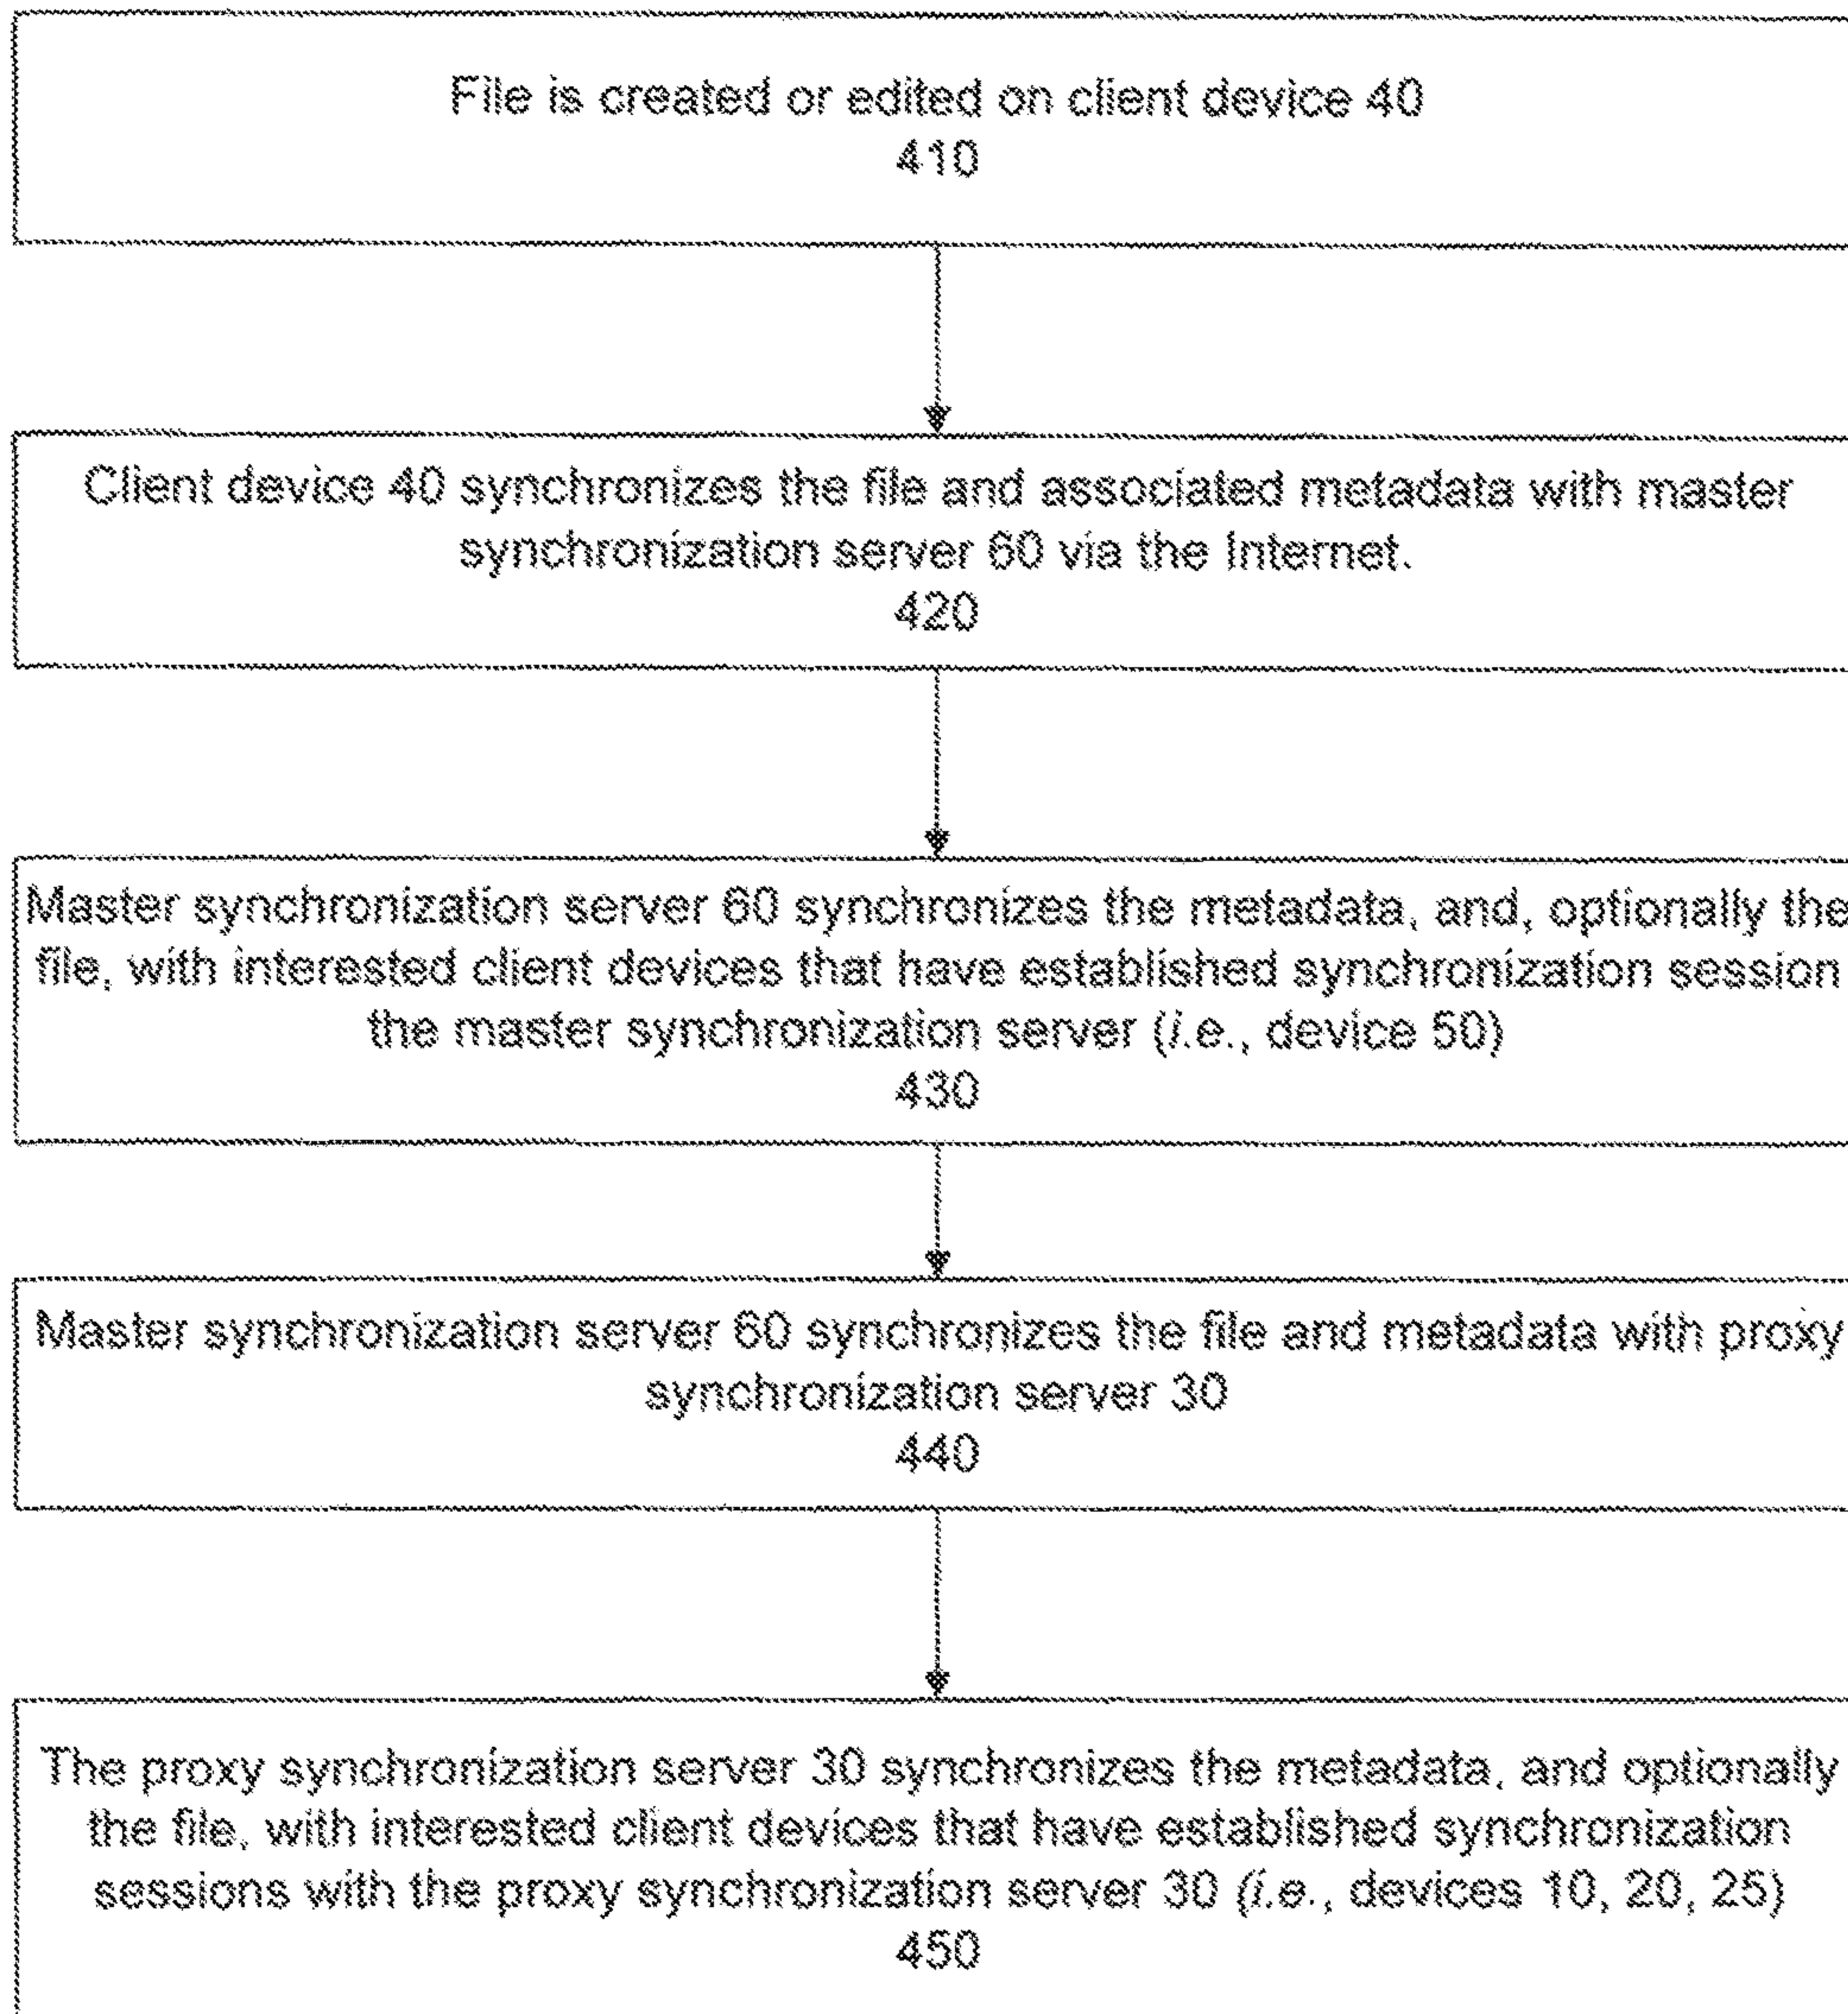 File is created or edited on client device 40
410
Client device 40 synchronizes the file and associated metadata with master
synchronization server 60 via the Internet.
420
Master synchronization server 60 synchronizes the metadata, and, optionally the
file, with interested client devices that have established synchronization session
the master synchronization server (i.e., device 50)
430
Master synchronization server 60 synchronizes the file and metadata with proxy
synchronization server 30
440
The proxy synchronization server 30 synchronizes the metadata, and optionally
the file, with interested client devices that have established synchronization
sessions with the proxy synchronization server 30 (i.e., devices 10, 20, 25)
450